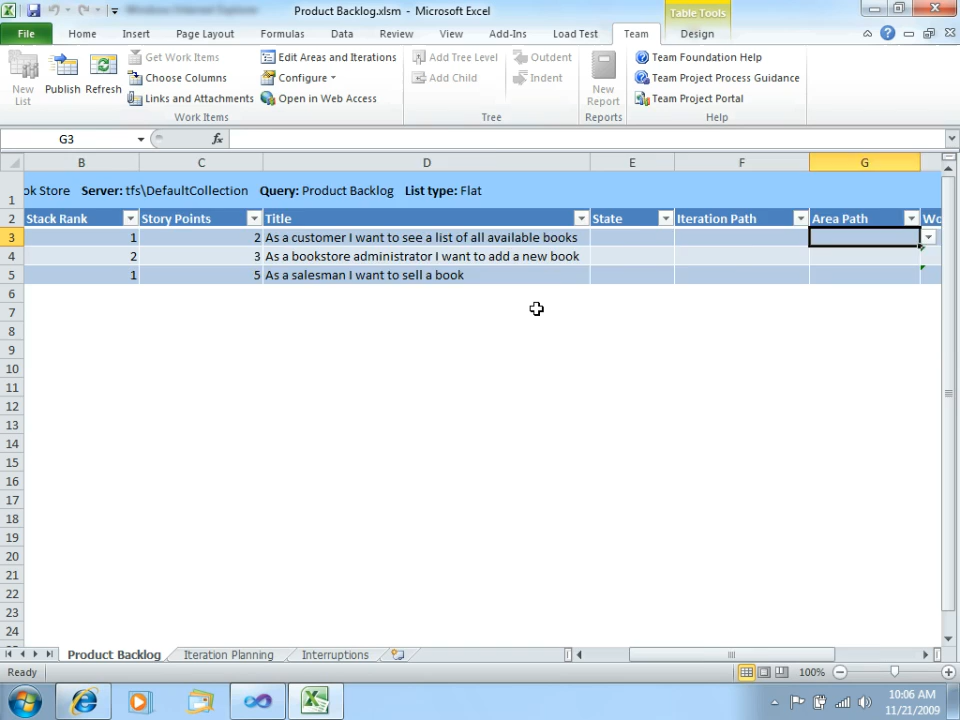 Product Backlog.xlsm - Microsoft Excel
Table Tools
File Home Insert Page Layout Formulas Data Review View Add-Ins Load Test Team Design
New List
Publish
Refresh
Get Work Items
Choose Columns
Links and Attachments
Work Items
Edit Areas and Iterations
Configure
Open in Web Access
Add Tree Level
Add Child
Outdent
Indent
Tree
New Report
Reports
Team Foundation Help
Team Project Process Guidance
Team Project Portal
Help
G3 fx
B C D E F G
1 ok Store Server: tfs\DefaultCollection Query: Product Backlog List type: Flat
2 Stack Rank Story Points Title State Iteration Path Area Path Wo
3 1 2 As a customer I want to see a list of all available books
4 2 3 As a bookstore administrator I want to add a new book
5 1 5 As a salesman I want to sell a book
6
7
8
9
10
11
12
13
14
15
16
17
18
19
20
21
22
23
24
Product Backlog Iteration Planning Interruptions
Ready 100%
10:06 AM
11/21/2009